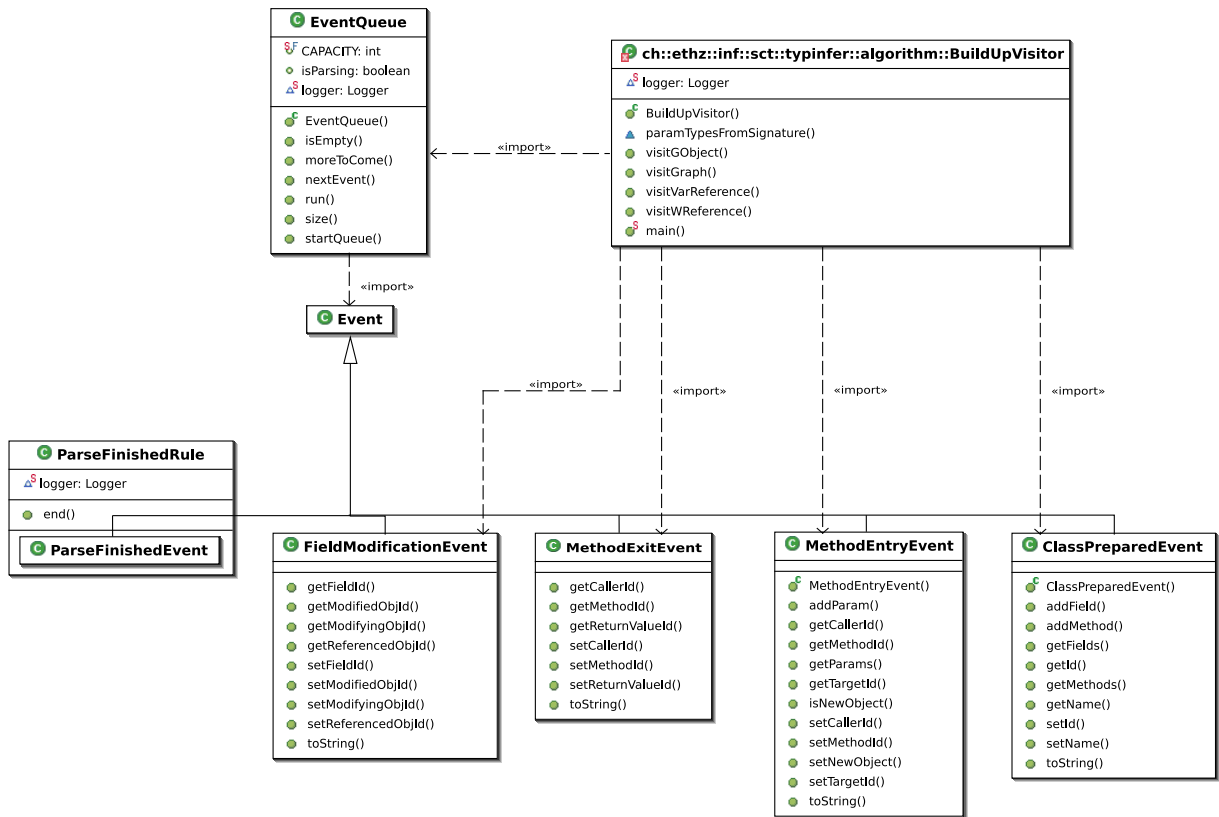 EventQueue
CAPACITY: int
isParsing: boolean
logger: Logger
EventQueue()
isEmpty()
moreToCome()
nextEvent()
run()
size()
startQueue()
ch::ethz::inf::sct::typinfer::algorithm::BuildUpVisitor
logger: Logger
BuildUpVisitor()
paramTypesFromSignature()
visitGObject()
visitGraph()
visitVarReference()
visitWReference()
main()
«import»
«import»
Event
«import»
«import»
«import»
«import»
ParseFinishedRule
logger: Logger
end()
ParseFinishedEvent
FieldModificationEvent
getFieldId()
getModifiedObjId()
getModifyingObjId()
getReferencedObjId()
setFieldId()
setModifiedObjId()
setModifyingObjId()
setReferencedObjId()
toString()
MethodExitEvent
getCallerId()
getMethodId()
getReturnValueId()
setCallerId()
setMethodId()
setReturnValueId()
toString()
MethodEntryEvent
MethodEntryEvent()
addParam()
getCallerId()
getMethodId()
getParams()
getTargetId()
isNewObject()
setCallerId()
setMethodId()
setNewObject()
setTargetId()
toString()
ClassPreparedEvent
ClassPreparedEvent()
addField()
addMethod()
getFields()
getId()
getMethods()
getName()
setId()
setName()
toString()